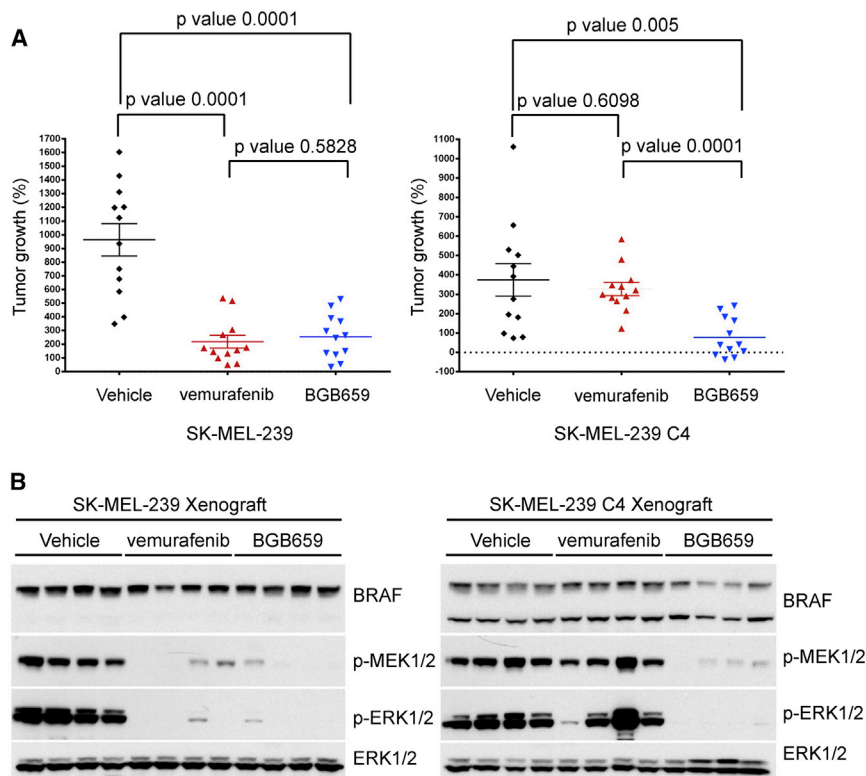 A
p value 0.0001
p value 0.0001
p value 0.5828
Tumor growth (%)
1700
1600
1500
1400
1300
1200
1100
1000
900
800
700
600
500
400
300
200
100
0
Vehicle vemurafenib BGB659
SK-MEL-239
p value 0.005
p value 0.6098
p value 0.0001
Tumor growth (%)
1100
1000
900
800
700
600
500
400
300
200
100
0
-100
Vehicle vemurafenib BGB659
SK-MEL-239 C4
B
SK-MEL-239 Xenograft
Vehicle vemurafenib BGB659
BRAF
p-MEK1/2
p-ERK1/2
ERK1/2
SK-MEL-239 C4 Xenograft
Vehicle vemurafenib BGB659
BRAF
p-MEK1/2
p-ERK1/2
ERK1/2